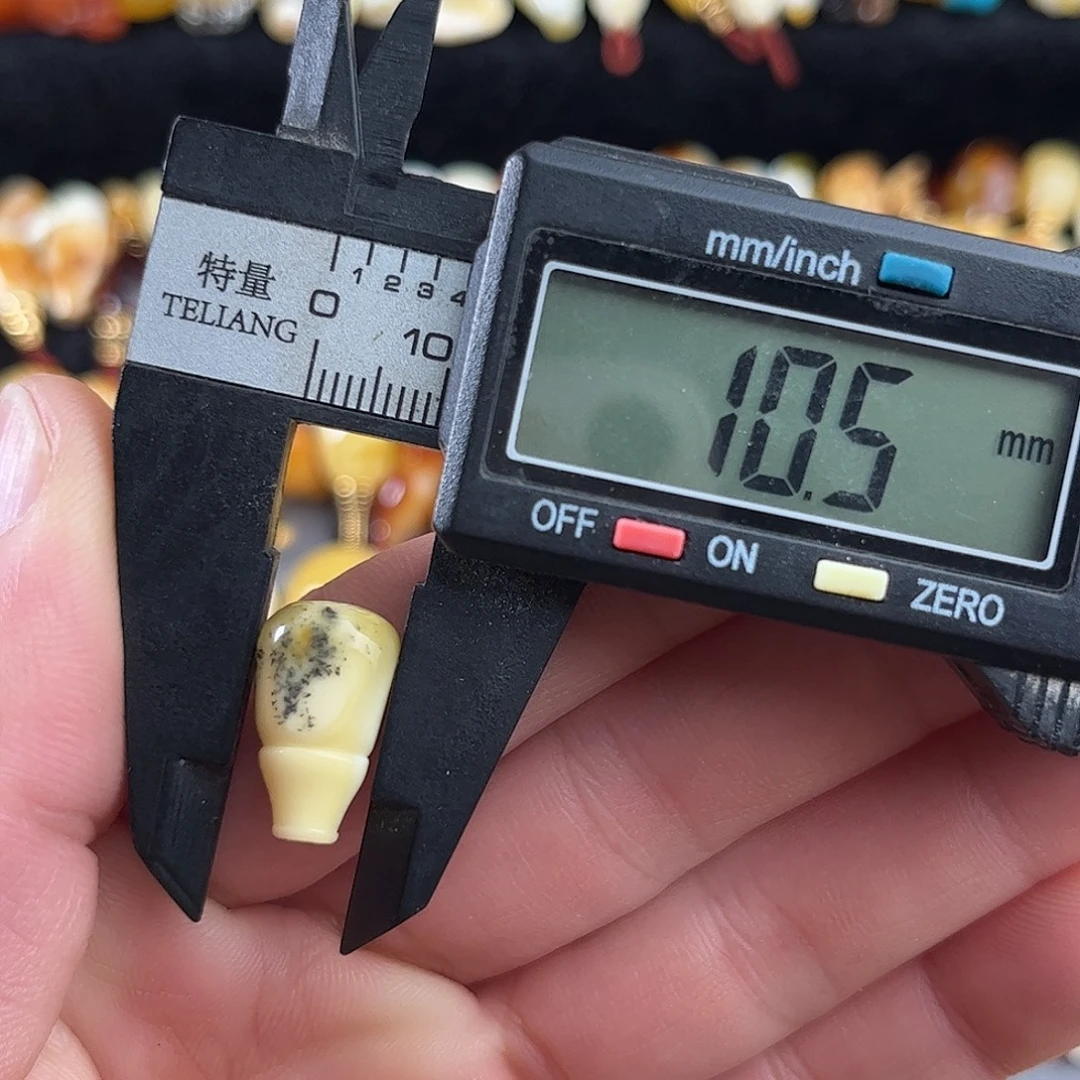 mm/inch
特量
TELIANG
0 1 2 3 4
10
10.5 mm
OFF ON ZERO